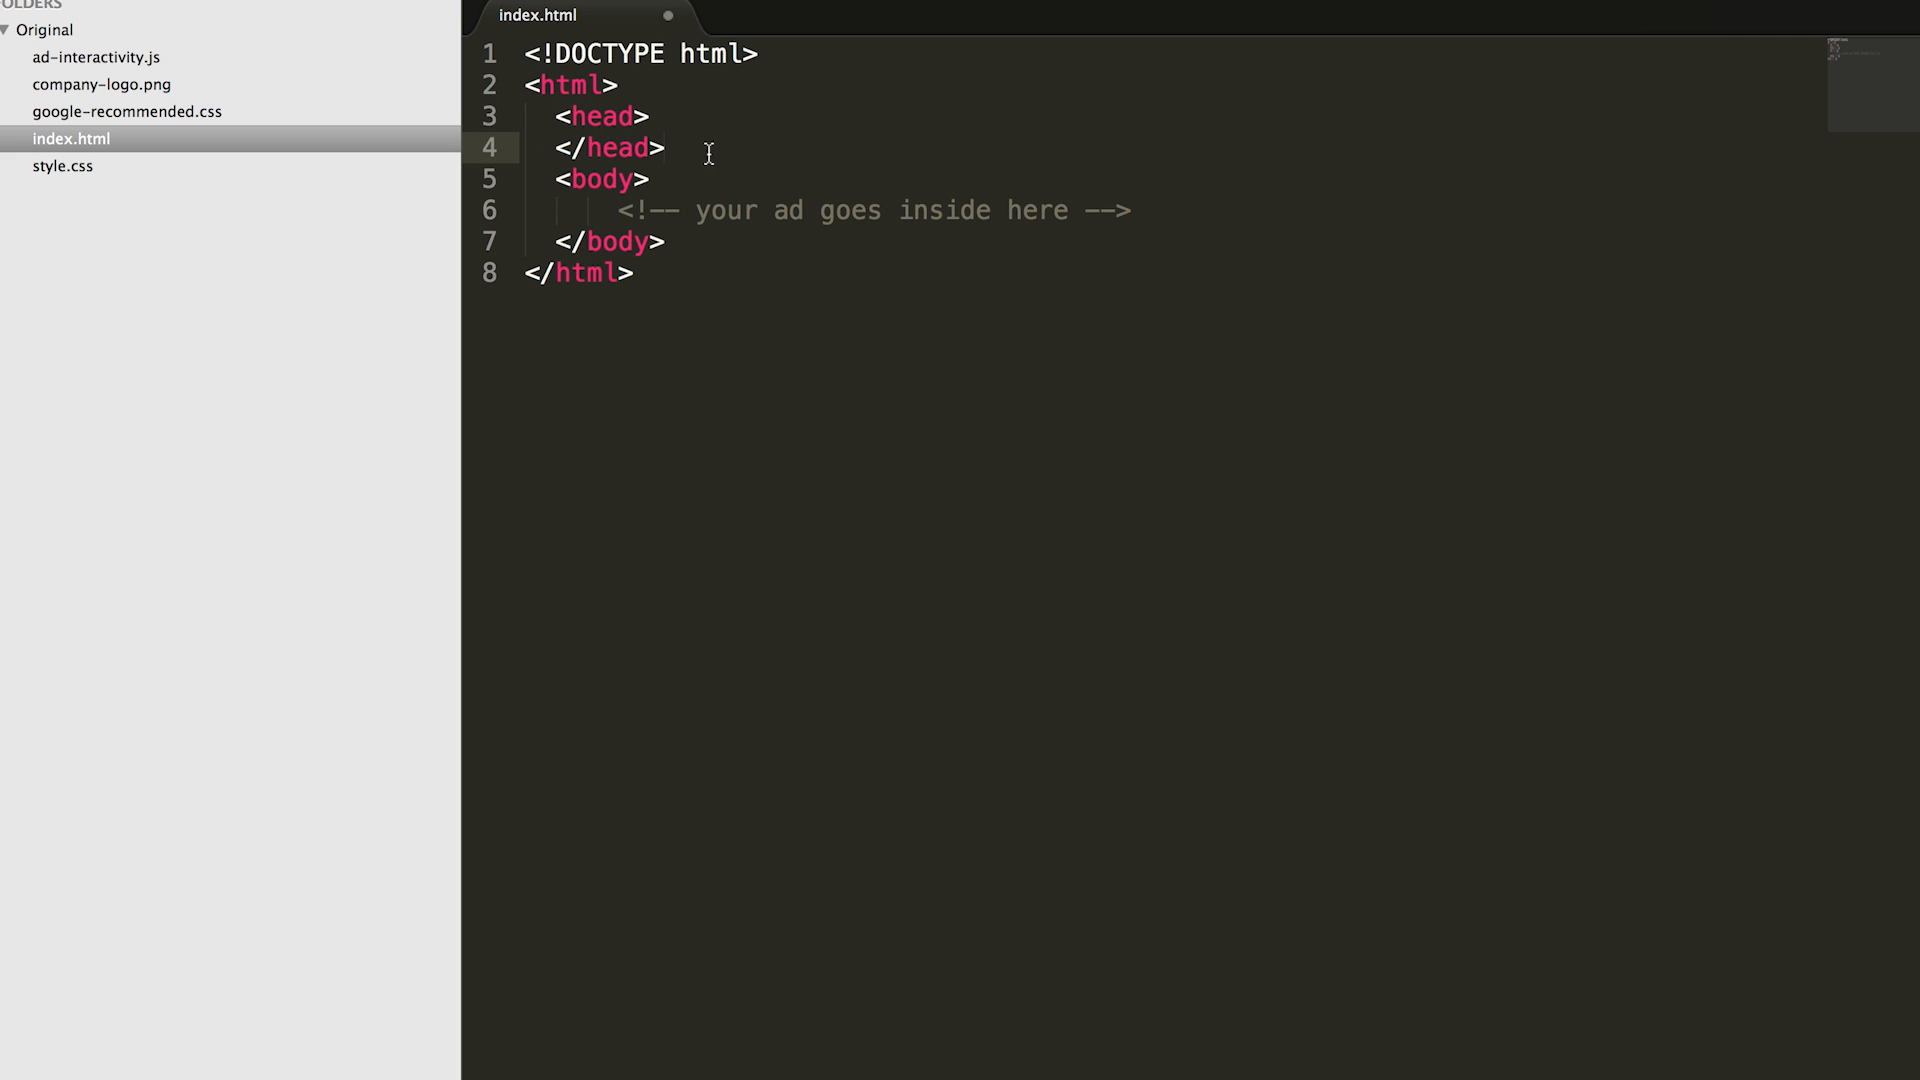 OLDERS
Original
ad-interactivity.js
company-logo.png
google-recommended.css
index.html
style.css
index.html
1 <!DOCTYPE html>
2 <html>
3 <head>
4 </head>
5 <body>
6 <!-- your ad goes inside here -->
7 </body>
8 </html>